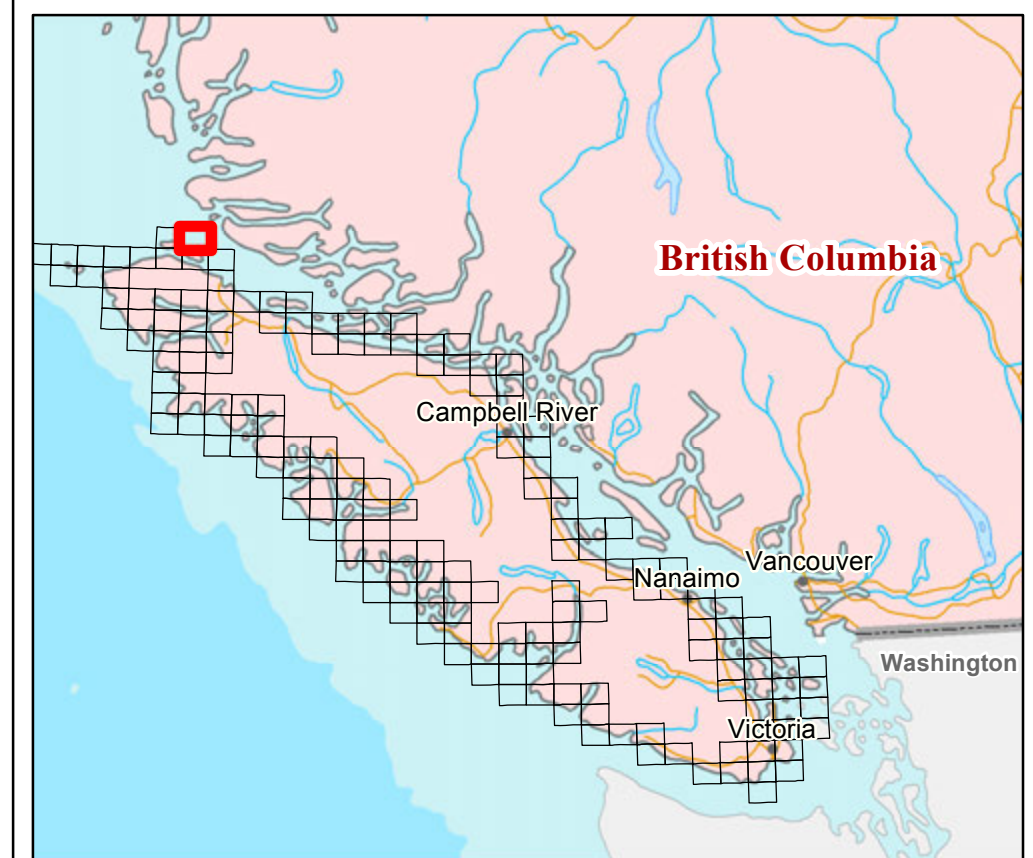 British Columbia
Campbell River
Vancouver
Nanaimo
Washington
Victoria